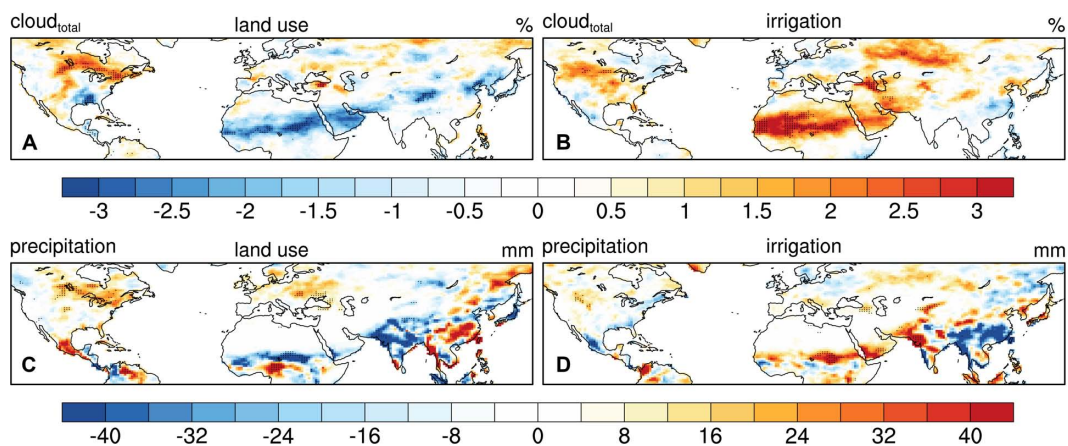 cloudtotal land use %
cloudtotal irrigation %
A
B
-3 -2.5 -2 -1.5 -1 -0.5 0 0.5 1 1.5 2 2.5 3
precipitation land use mm
precipitation irrigation mm
C
D
-40 -32 -24 -16 -8 0 8 16 24 32 40